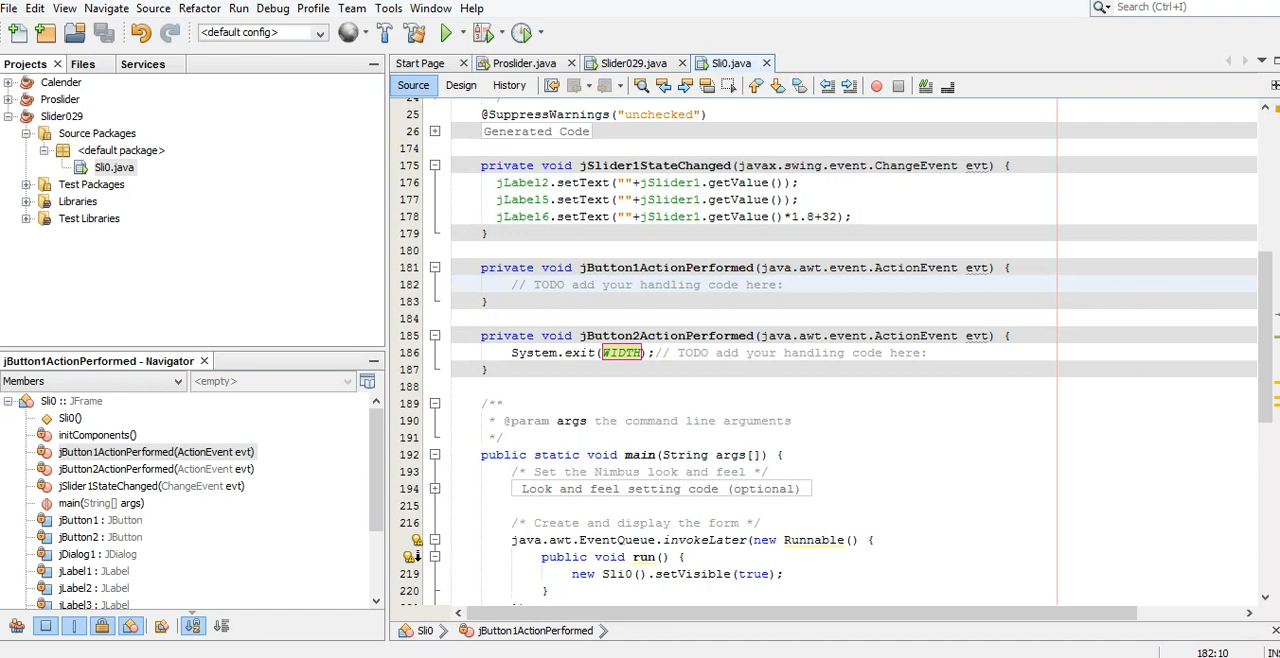 File Edit View Navigate Source Refactor Run Debug Profile Team Tools Window Help
Search (Ctrl+I)
<default config>
Projects Files Services
Calender
Proslider
Slider029
Source Packages
<default package>
Sli0.java
Test Packages
Libraries
Test Libraries
jButton1ActionPerformed - Navigator
Members <empty>
Sli0 :: JFrame
Sli0()
initComponents()
jButton1ActionPerformed(ActionEvent evt)
jButton2ActionPerformed(ActionEvent evt)
jSlider1StateChanged(ChangeEvent evt)
main(String[] args)
jButton1 : JButton
jButton2 : JButton
jDialog1 : JDialog
jLabel1 : JLabel
jLabel2 : JLabel
jLabel3 : JLabel
Start Page Proslider.java Slider029.java Sli0.java
Source Design History
24 */
25 @SuppressWarnings("unchecked")
26 Generated Code
174
175 private void jSlider1StateChanged(javax.swing.event.ChangeEvent evt) {
176 jLabel2.setText(""+jSlider1.getValue());
177 jLabel5.setText(""+jSlider1.getValue());
178 jLabel6.setText(""+jSlider1.getValue()*1.8+32);
179 }
180
181 private void jButton1ActionPerformed(java.awt.event.ActionEvent evt) {
182 // TODO add your handling code here:
183 }
184
185 private void jButton2ActionPerformed(java.awt.event.ActionEvent evt) {
186 System.exit(WIDTH);// TODO add your handling code here:
187 }
188
189 /**
190 * @param args the command line arguments
191 */
192 public static void main(String args[]) {
193 /* Set the Nimbus look and feel */
194 Look and feel setting code (optional)
215
216 /* Create and display the form */
java.awt.EventQueue.invokeLater(new Runnable() {
public void run() {
219 new Sli0().setVisible(true);
220 }
Sli0 jButton1ActionPerformed
182:10 INS